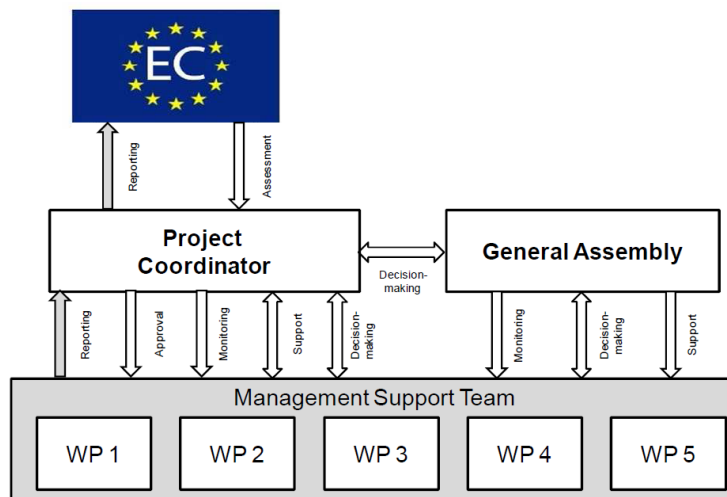 EC
Reporting
Assessment
Project
Coordinator
General Assembly
Decision-
making
Reporting
Approval
Monitoring
Support
Decision-
making
Monitoring
Decision-
making
Support
Management Support Team
WP 1
WP 2
WP 3
WP 4
WP 5